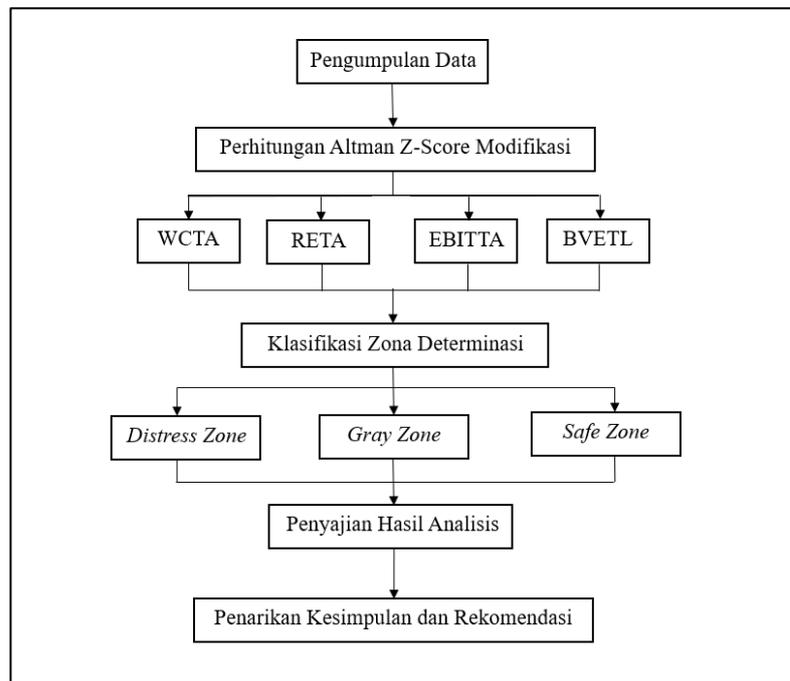 Pengumpulan Data
Perhitungan Altman Z-Score Modifikasi
WCTA
RETA
EBITTA
BVETL
Klasifikasi Zona Determinasi
Distress Zone
Gray Zone
Safe Zone
Penyajian Hasil Analisis
Penarikan Kesimpulan dan Rekomendasi